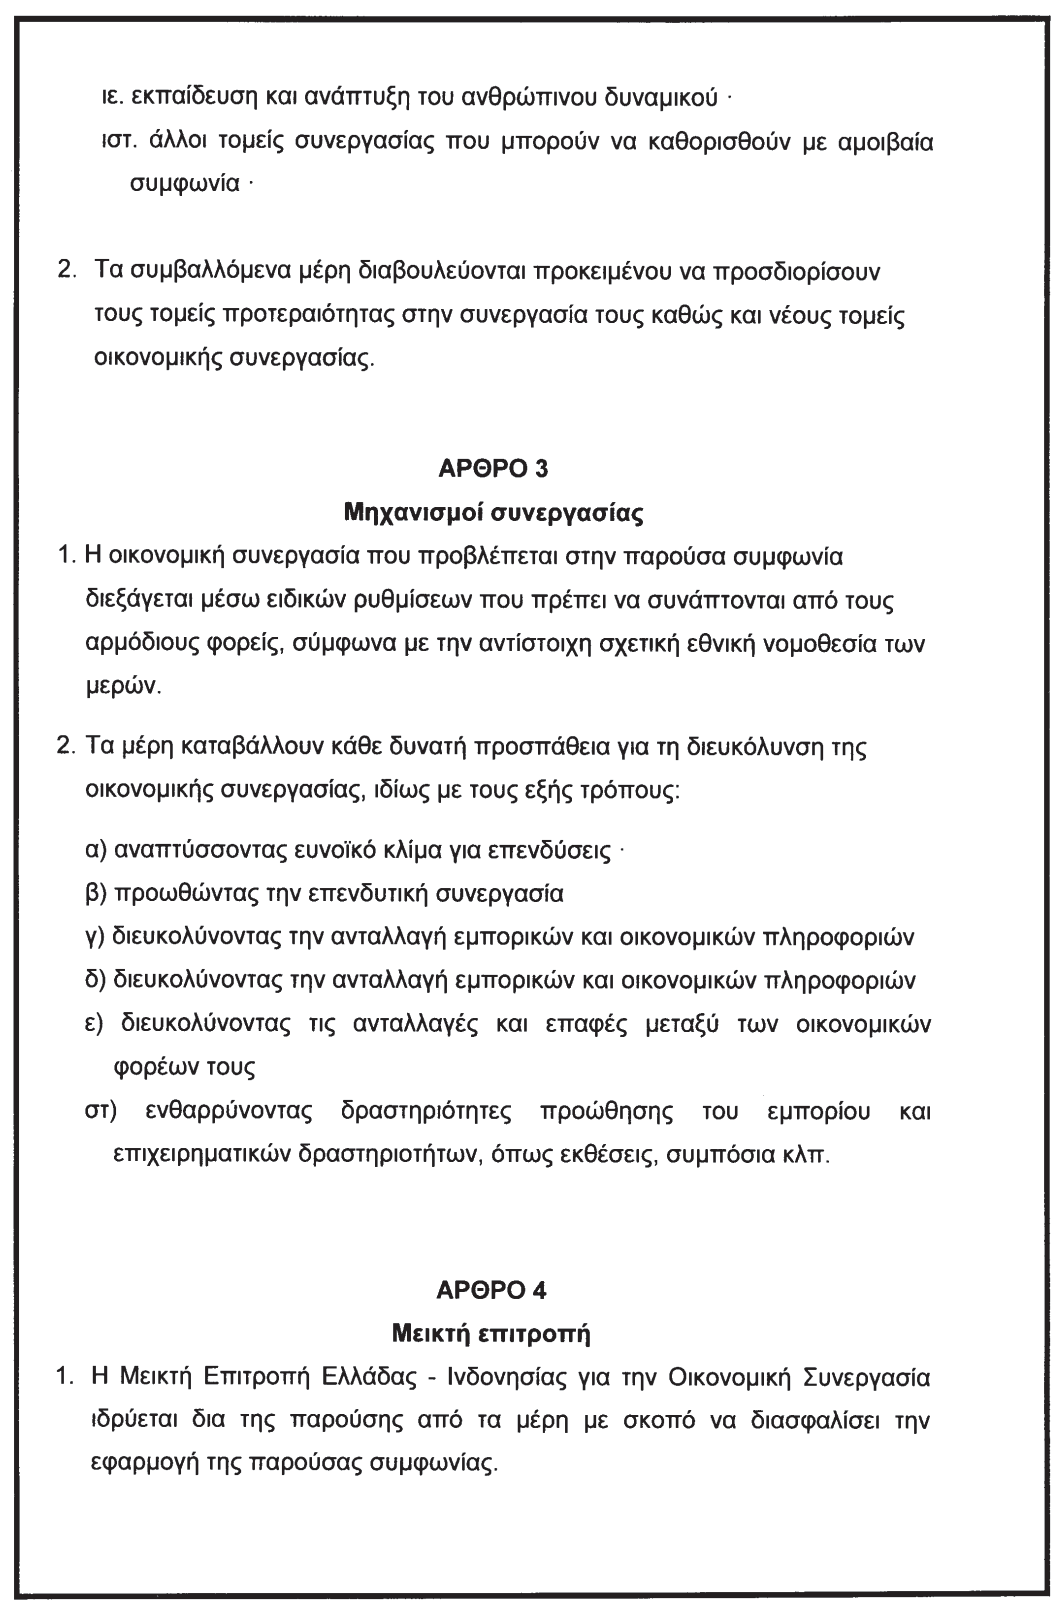 ιε. εκπαίδευση και ανάπτυξη του ανθρώπινου δυναμικού ·
ιστ. άλλοι τομείς συνεργασίας που μπορούν να καθορισθούν με αμοιβαία
συμφωνία ·
2. Τα συμβαλλόμενα μέρη διαβουλεύονται προκειμένου να προσδιορίσουν
τους τομείς προτεραιότητας στην συνεργασία τους καθώς και νέους τομείς
οικονομικής συνεργασίας.
ΑΡΘΡΟ 3
Μηχανισμοί συνεργασίας
1. Η οικονομική συνεργασία που προβλέπεται στην παρούσα συμφωνία
διεξάγεται μέσω ειδικών ρυθμίσεων που πρέπει να συνάπτονται από τους
αρμόδιους φορείς, σύμφωνα με την αντίστοιχη σχετική εθνική νομοθεσία των
μερών.
2. Τα μέρη καταβάλλουν κάθε δυνατή προσπάθεια για τη διευκόλυνση της
οικονομικής συνεργασίας, ιδίως με τους εξής τρόπους:
α) αναπτύσσοντας ευνοϊκό κλίμα για επενδύσεις ·
β) προωθώντας την επενδυτική συνεργασία
γ) διευκολύνοντας την ανταλλαγή εμπορικών και οικονομικών πληροφοριών
δ) διευκολύνοντας την ανταλλαγή εμπορικών και οικονομικών πληροφοριών
ε) διευκολύνοντας τις ανταλλαγές και επαφές μεταξύ των οικονομικών
φορέων τους
στ) ενθαρρύνοντας δραστηριότητες προώθησης του εμπορίου και
επιχειρηματικών δραστηριοτήτων, όπως εκθέσεις, συμπόσια κλπ.
ΑΡΘΡΟ 4
Μεικτή επιτροπή
1. Η Μεικτή Επιτροπή Ελλάδας - Ινδονησίας για την Οικονομική Συνεργασία
ιδρύεται δια της παρούσης από τα μέρη με σκοπό να διασφαλίσει την
εφαρμογή της παρούσας συμφωνίας.